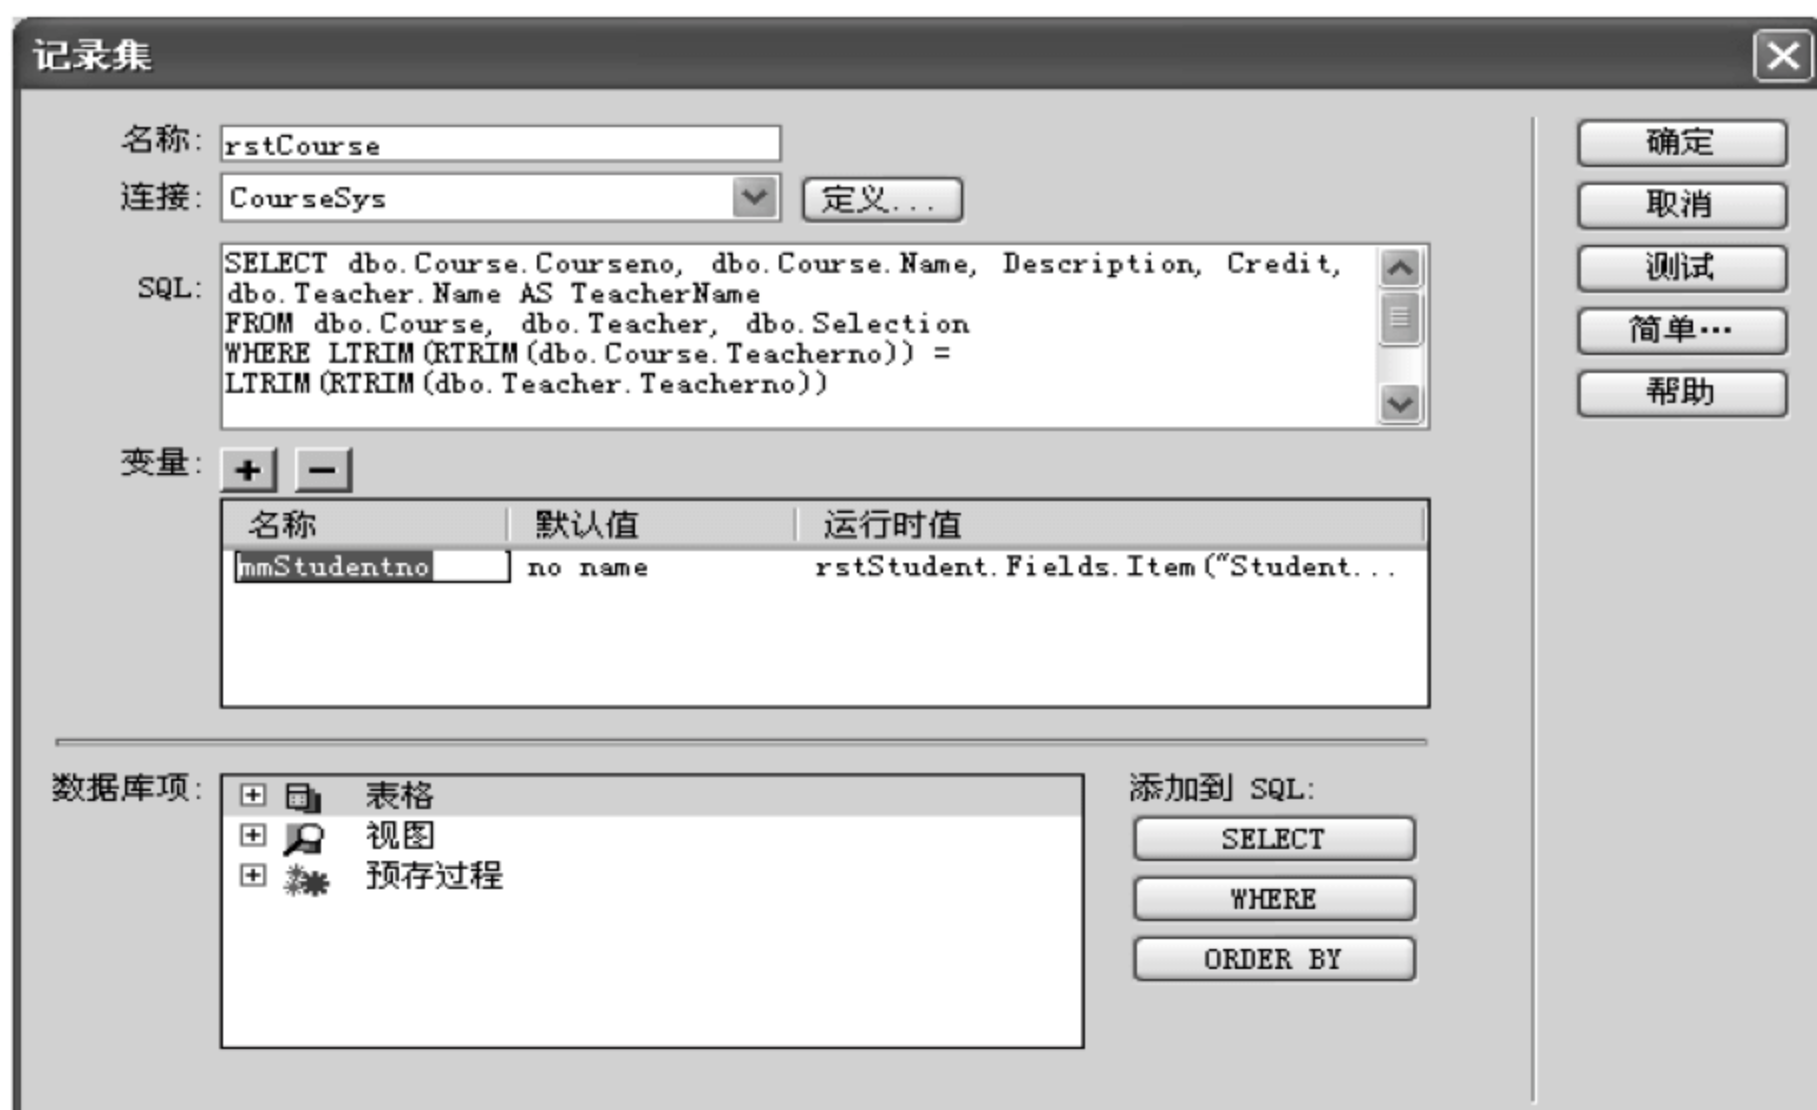 记录集
名称: rstCourse 确定
连接: CourseSys 定义... 取消
SQL: SELECT dbo.Course.Courseno, dbo.Course.Name, Description, Credit,
dbo.Teacher.Name AS TeacherName
FROM dbo.Course, dbo.Teacher, dbo.Selection
WHERE LTRIM(RTRIM(dbo.Course.Teacherno)) =
LTRIM(RTRIM(dbo.Teacher.Teacherno))
测试
简单…
帮助
变量: + −
名称 默认值 运行时值
mmStudentno no name rstStudent.Fields.Item("Student...
数据库项: 表格
视图
预存过程
添加到 SQL:
SELECT
WHERE
ORDER BY